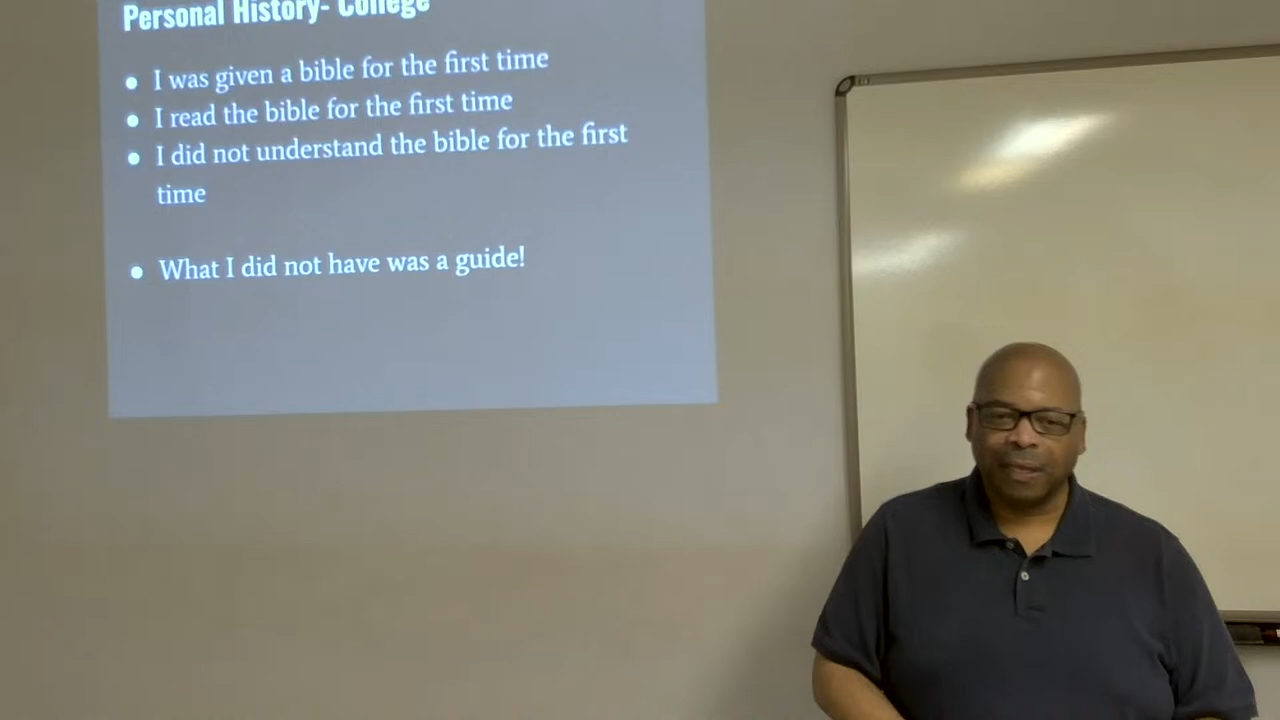 Personal History- College
• I was given a bible for the first time
• I read the bible for the first time
• I did not understand the bible for the first
time
• What I did not have was a guide!